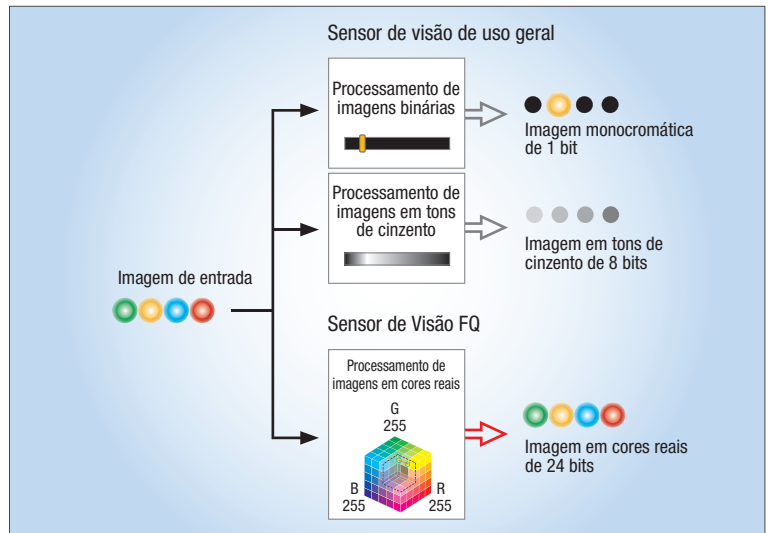 Sensor de visão de uso geral
Processamento de
imagens binárias
Imagem monocromática
de 1 bit
Processamento de
imagens em tons
de cinzento
Imagem em tons de
cinzento de 8 bits
Imagem de entrada
Sensor de Visão FQ
Processamento de
imagens em cores reais
G
255
B
255
R
255
Imagem em cores reais
de 24 bits